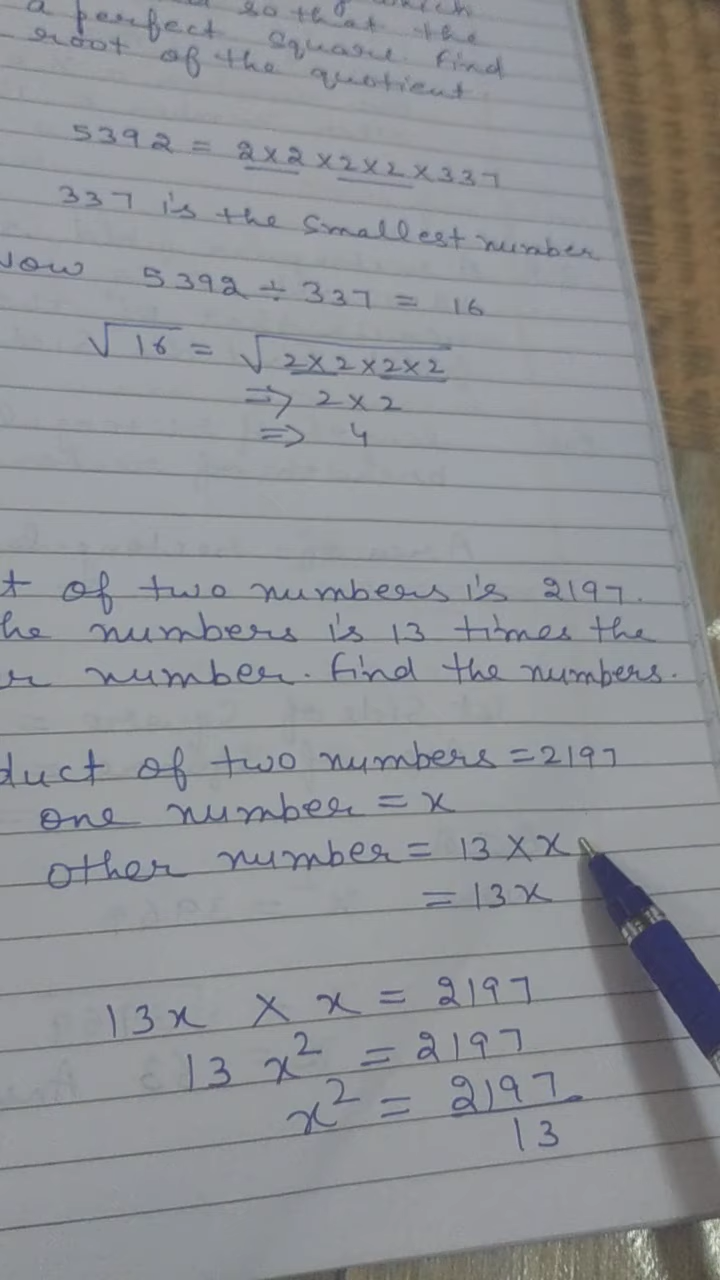 so that the
a perfect square. Find
root of the quotient
5392 = 2×2×2×2×337
337 is the smallest number
Now 5392 ÷ 337 = 16
√16 = √2×2×2×2
⇒ 2×2
⇒ 4
t of two numbers is 2197.
he numbers is 13 times the
r number. Find the numbers.
duct of two numbers = 2197
one number = x
other number = 13 × x
= 13x
13x × x = 2197
13 x² = 2197
x² = 2197/13